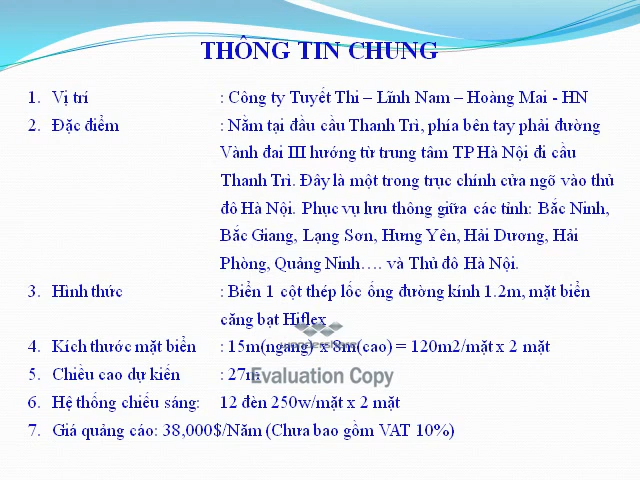 THÔNG TIN CHUNG
1. Vị trí : Công ty Tuyết Thi – Lĩnh Nam – Hoàng Mai - HN
2. Đặc điểm : Nằm tại đầu cầu Thanh Trì, phía bên tay phải đường
Vành đai III hướng từ trung tâm TP Hà Nội đi cầu
Thanh Trì. Đây là một trong trục chính cửa ngõ vào thủ
đô Hà Nội. Phục vụ lưu thông giữa các tỉnh: Bắc Ninh,
Bắc Giang, Lạng Sơn, Hưng Yên, Hải Dương, Hải
Phòng, Quảng Ninh…. và Thủ đô Hà Nội.
3. Hình thức : Biển 1 cột thép lốc ống đường kính 1.2m, mặt biển
căng bạt Hiflex
4. Kích thước mặt biển : 15m(ngang) x 8m(cao) = 120m2/mặt x 2 mặt
5. Chiều cao dự kiến : 27m
Evaluation Copy
6. Hệ thống chiếu sáng: 12 đèn 250w/mặt x 2 mặt
7. Giá quảng cáo: 38,000$/Năm (Chưa bao gồm VAT 10%)